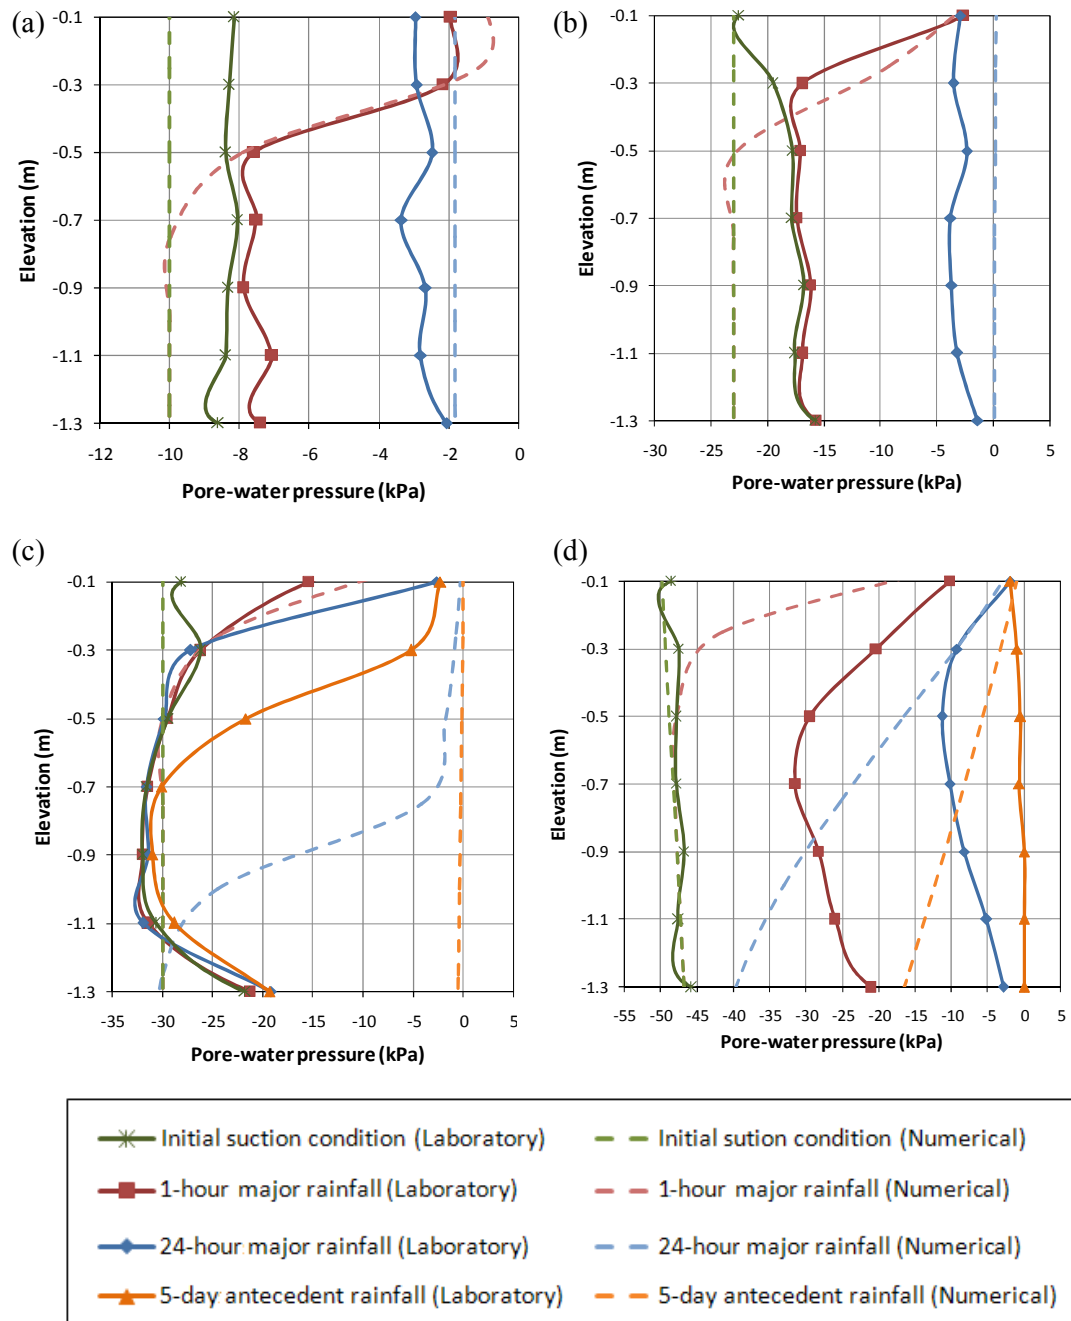 (a)
-0.1
-0.3
-0.5
-0.7
-0.9
-1.1
-1.3
Elevation (m)
-12 -10 -8 -6 -4 -2 0
Pore-water pressure (kPa)
(b)
-0.1
-0.3
-0.5
-0.7
-0.9
-1.1
-1.3
Elevation (m)
-30 -25 -20 -15 -10 -5 0 5
Pore-water pressure (kPa)
(c)
-0.1
-0.3
-0.5
-0.7
-0.9
-1.1
-1.3
Elevation (m)
-35 -30 -25 -20 -15 -10 -5 0 5
Pore-water pressure (kPa)
(d)
-0.1
-0.3
-0.5
-0.7
-0.9
-1.1
-1.3
Elevation (m)
-55 -50 -45 -40 -35 -30 -25 -20 -15 -10 -5 0 5
Pore-water pressure (kPa)
Initial suction condition (Laboratory)
Initial sution condition (Numerical)
1-hour major rainfall (Laboratory)
1-hour major rainfall (Numerical)
24-hour major rainfall (Laboratory)
24-hour major rainfall (Numerical)
5-day antecedent rainfall (Laboratory)
5-day antecedent rainfall (Numerical)